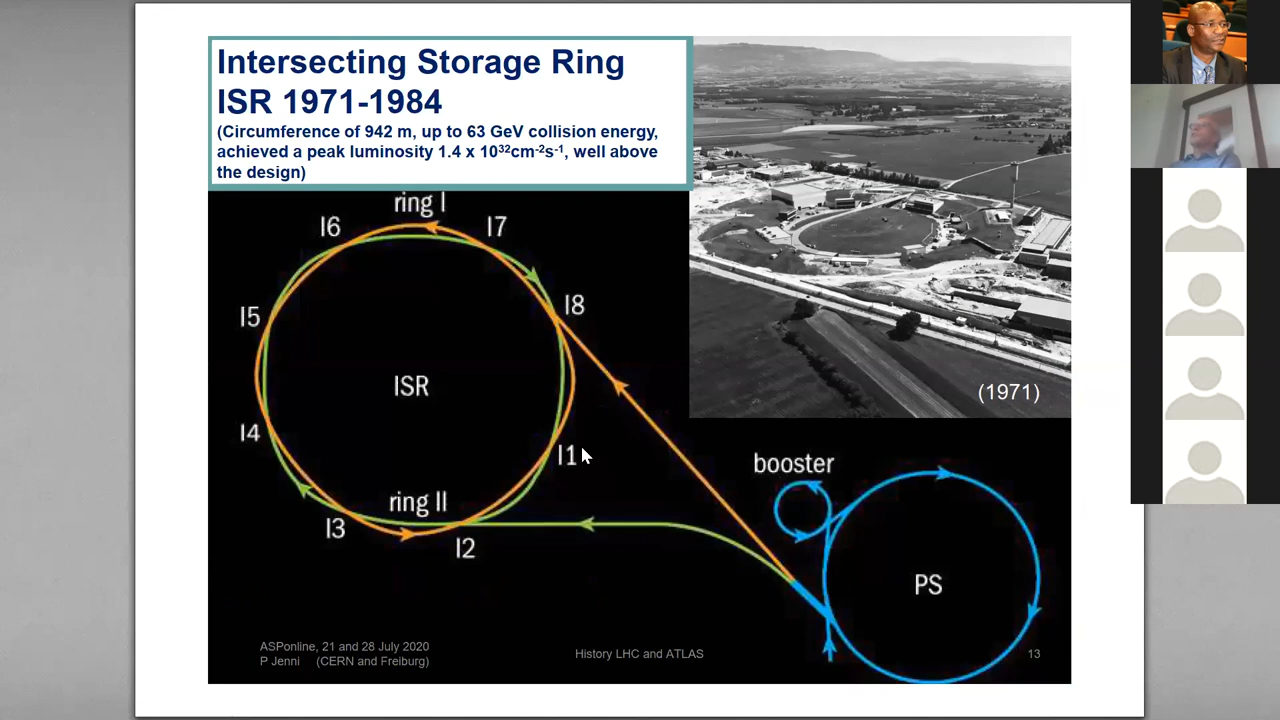 Intersecting Storage Ring
ISR 1971-1984
(Circumference of 942 m, up to 63 GeV collision energy,
achieved a peak luminosity 1.4 x 10³²cm⁻²s⁻¹, well above
the design)
ring I
I6
I7
I8
I5
ISR
(1971)
I4
I1
booster
ring II
I3
I2
PS
ASPonline, 21 and 28 July 2020
P Jenni (CERN and Freiburg)
History LHC and ATLAS
13